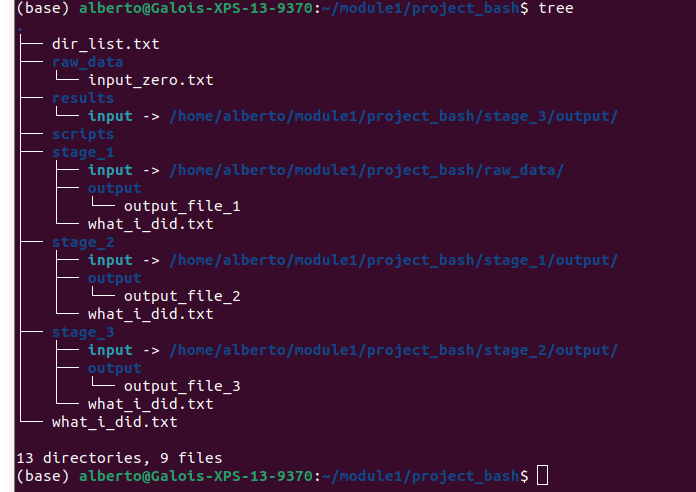 (base) alberto@Galois-XPS-13-9370:~/module1/project_bash$ tree
.
├── dir_list.txt
├── raw_data
│   └── input_zero.txt
├── results
│   └── input -> /home/alberto/module1/project_bash/stage_3/output/
├── scripts
├── stage_1
│   ├── input -> /home/alberto/module1/project_bash/raw_data/
│   ├── output
│   │   └── output_file_1
│   └── what_i_did.txt
├── stage_2
│   ├── input -> /home/alberto/module1/project_bash/stage_1/output/
│   ├── output
│   │   └── output_file_2
│   └── what_i_did.txt
├── stage_3
│   ├── input -> /home/alberto/module1/project_bash/stage_2/output/
│   ├── output
│   │   └── output_file_3
│   └── what_i_did.txt
└── what_i_did.txt

13 directories, 9 files
(base) alberto@Galois-XPS-13-9370:~/module1/project_bash$